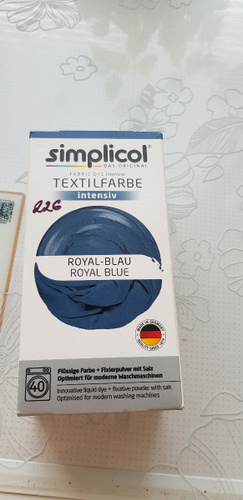 simplicol®
DAS ORIGINAL
FABRIC DYE intensive
TEXTILFARBE
intensiv
226
ROYAL-BLAU
ROYAL BLUE
MADE IN GERMANY
40
Flüssige Farbe + Fixierpulver mit Salz
Optimiert für moderne Waschmaschinen
Innovative liquid dye + fixative powder with salt
Optimised for modern washing machines